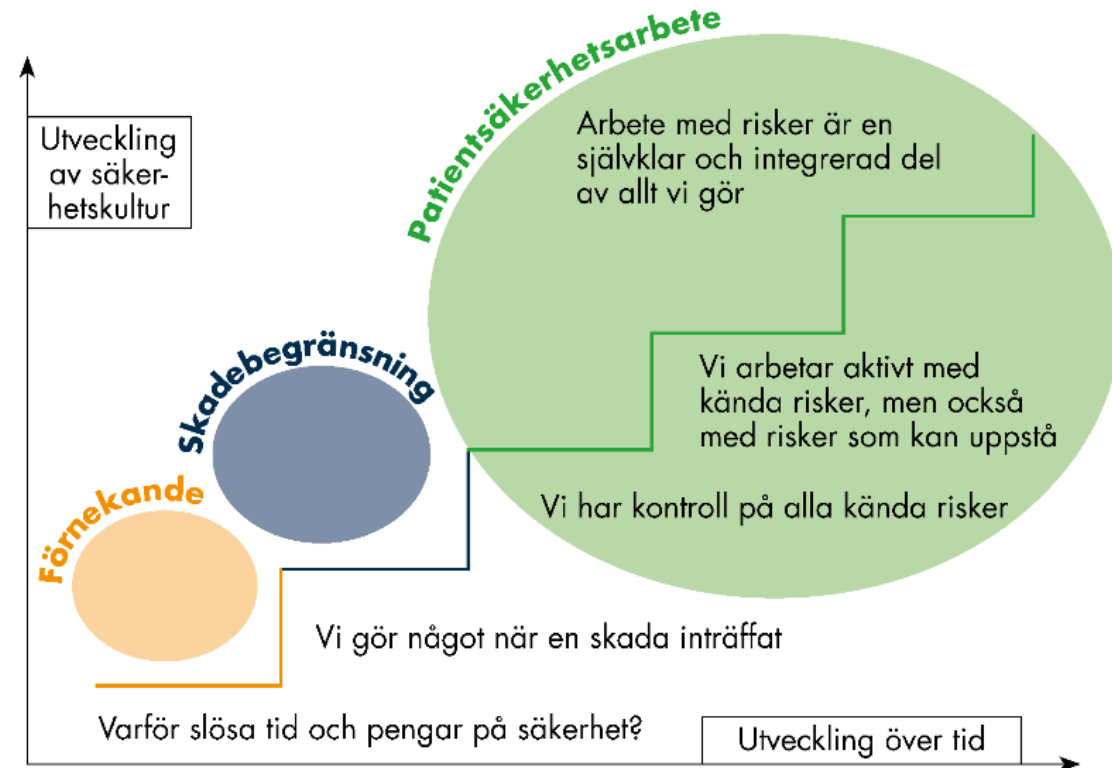 Patientsäkerhetsarbete
Utveckling
av säker-
hetskultur
Arbete med risker är en
självklar och integrerad del
av allt vi gör
Skadebegränsning
Vi arbetar aktivt med
kända risker, men också
med risker som kan uppstå
Förnekande
Vi har kontroll på alla kända risker
Vi gör något när en skada inträffat
Varför slösa tid och pengar på säkerhet?
Utveckling över tid